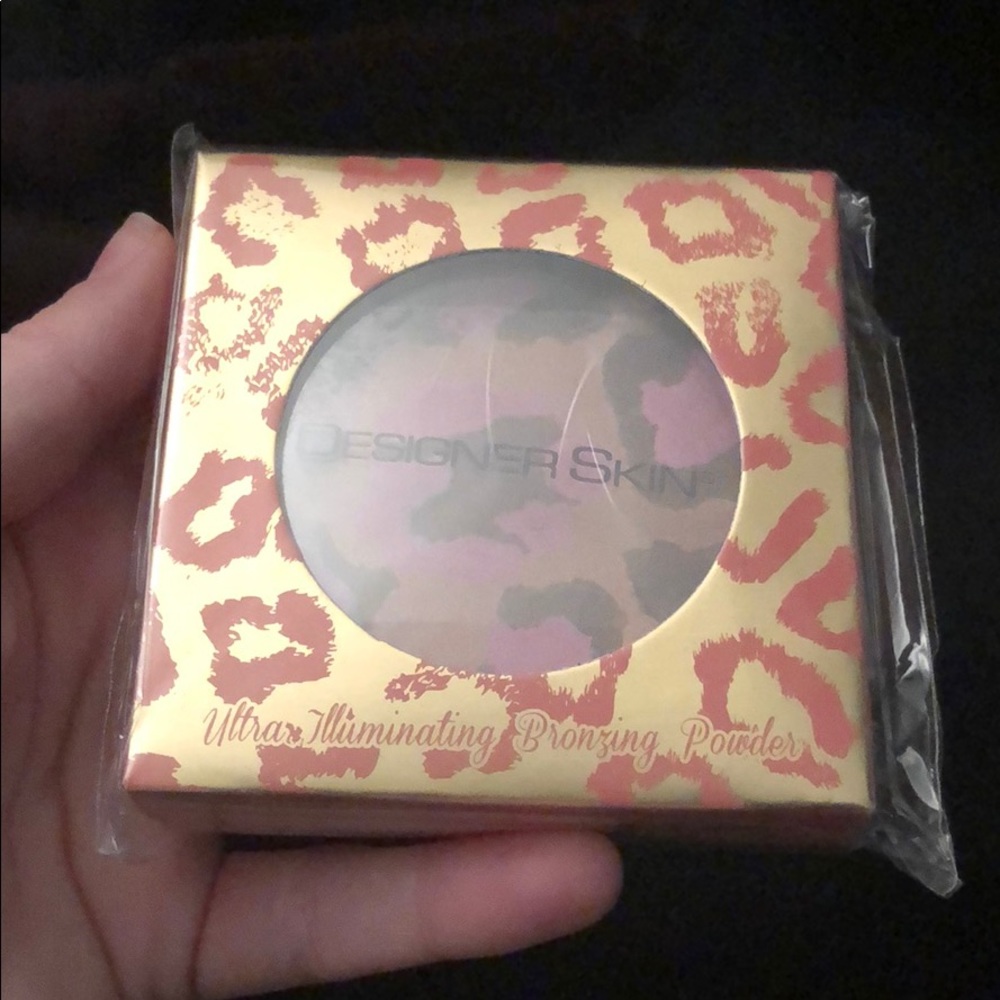 DESIGNER SKIN
Ultra Illuminating Bronzing Powder